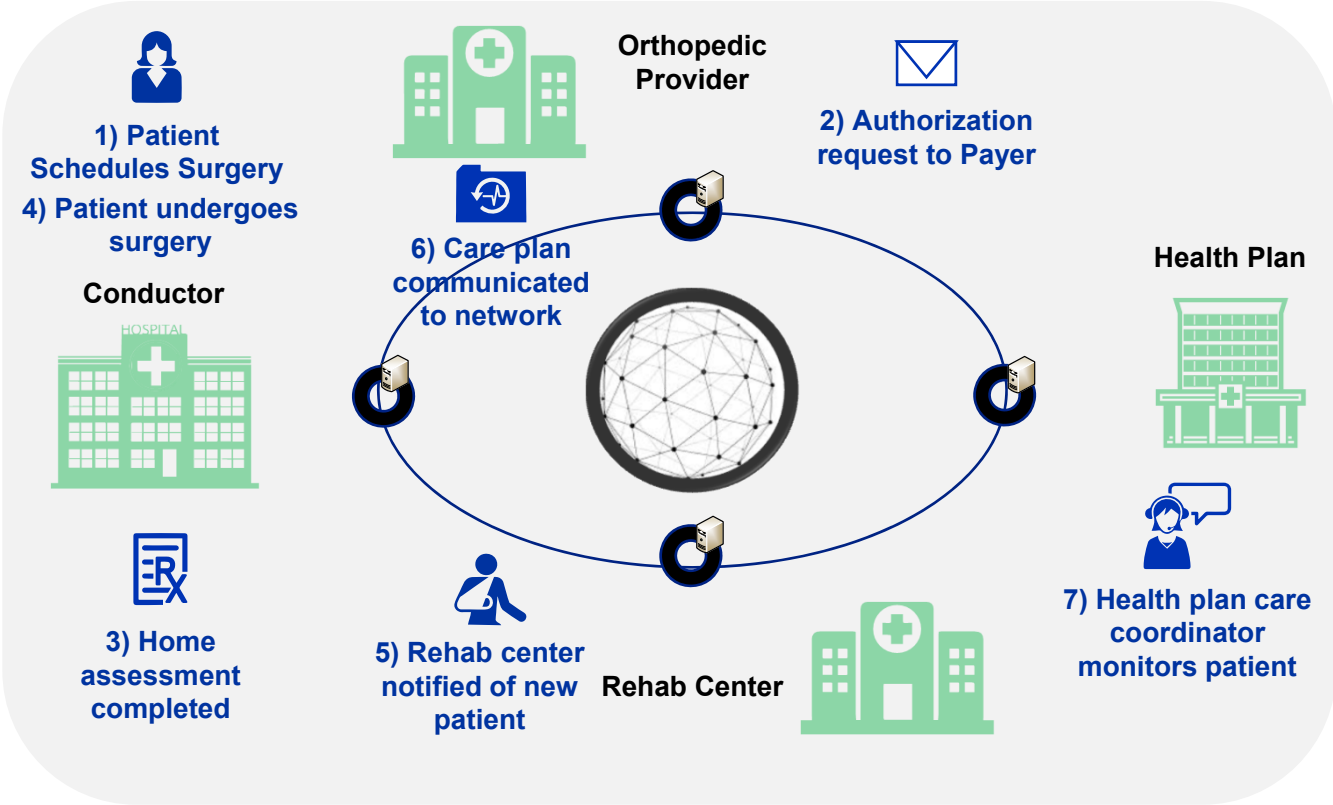 Orthopedic
Provider
1) Patient
Schedules Surgery
2) Authorization
request to Payer
4) Patient undergoes
surgery
6) Care plan
communicated
to network
Health Plan
Conductor
HOSPITAL
3) Home
assessment
completed
5) Rehab center
notified of new
patient
Rehab Center
7) Health plan care
coordinator
monitors patient
RX